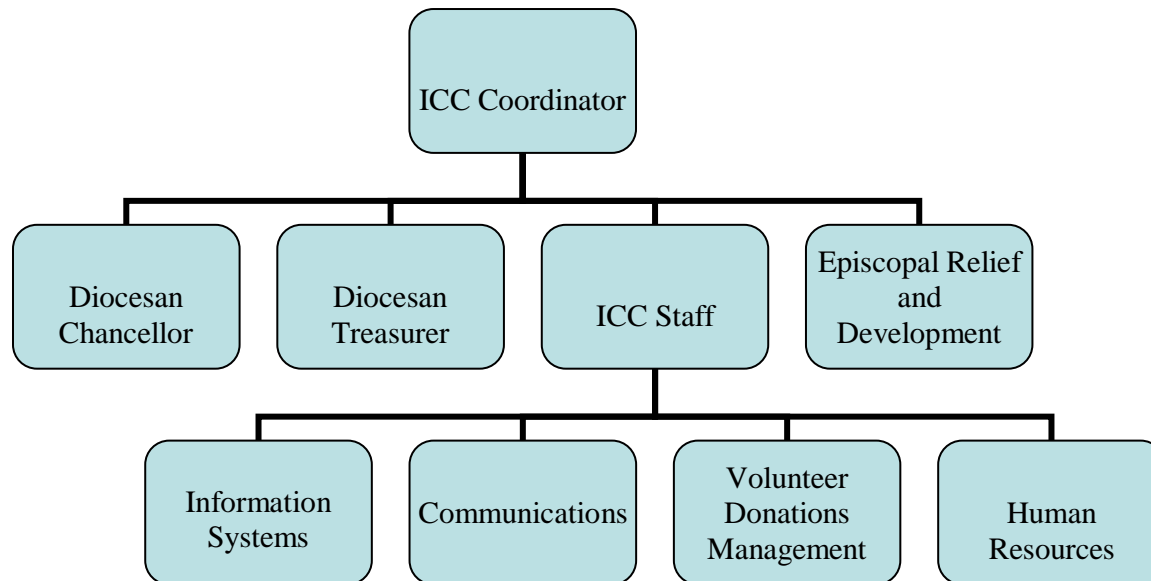 ICC Coordinator
Diocesan
Chancellor
Diocesan
Treasurer
ICC Staff
Episcopal Relief
and
Development
Information
Systems
Communications
Volunteer
Donations
Management
Human
Resources